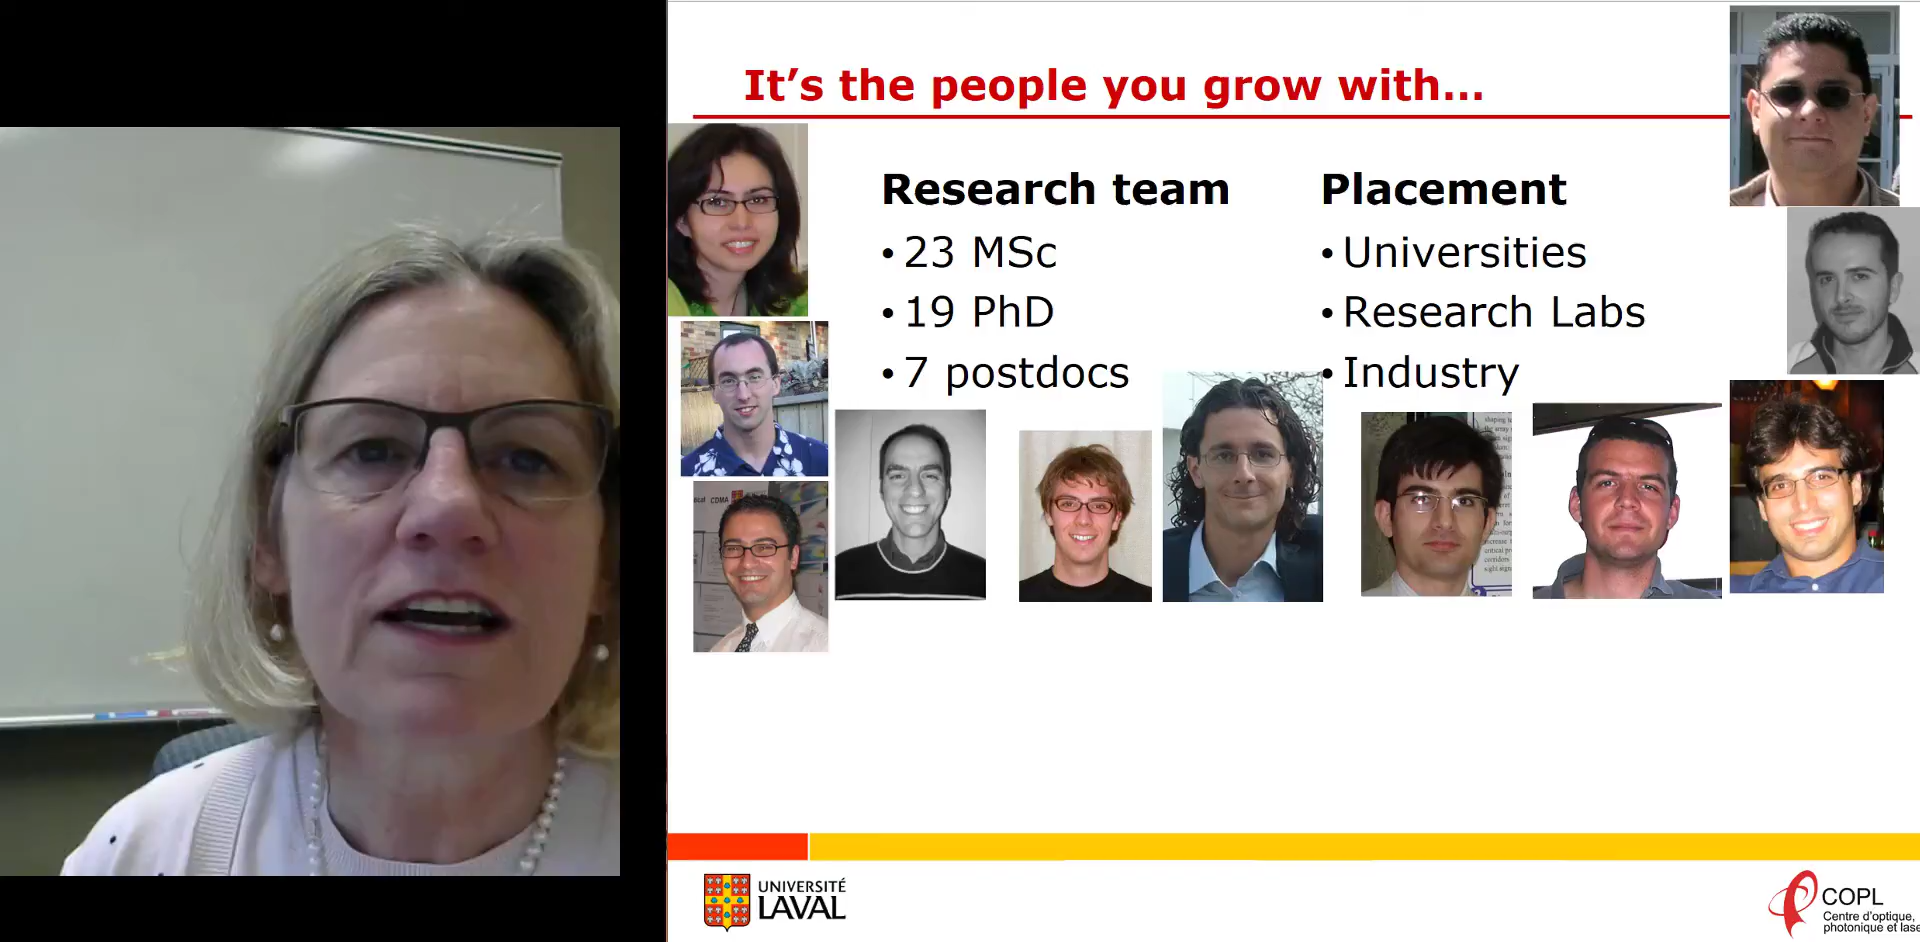 It's the people you grow with...
Research team
• 23 MSc
• 19 PhD
• 7 postdocs
Placement
• Universities
• Research Labs
• Industry
CDMA
UNIVERSITÉ
LAVAL
COPL
Centre d'optique,
photonique et lase